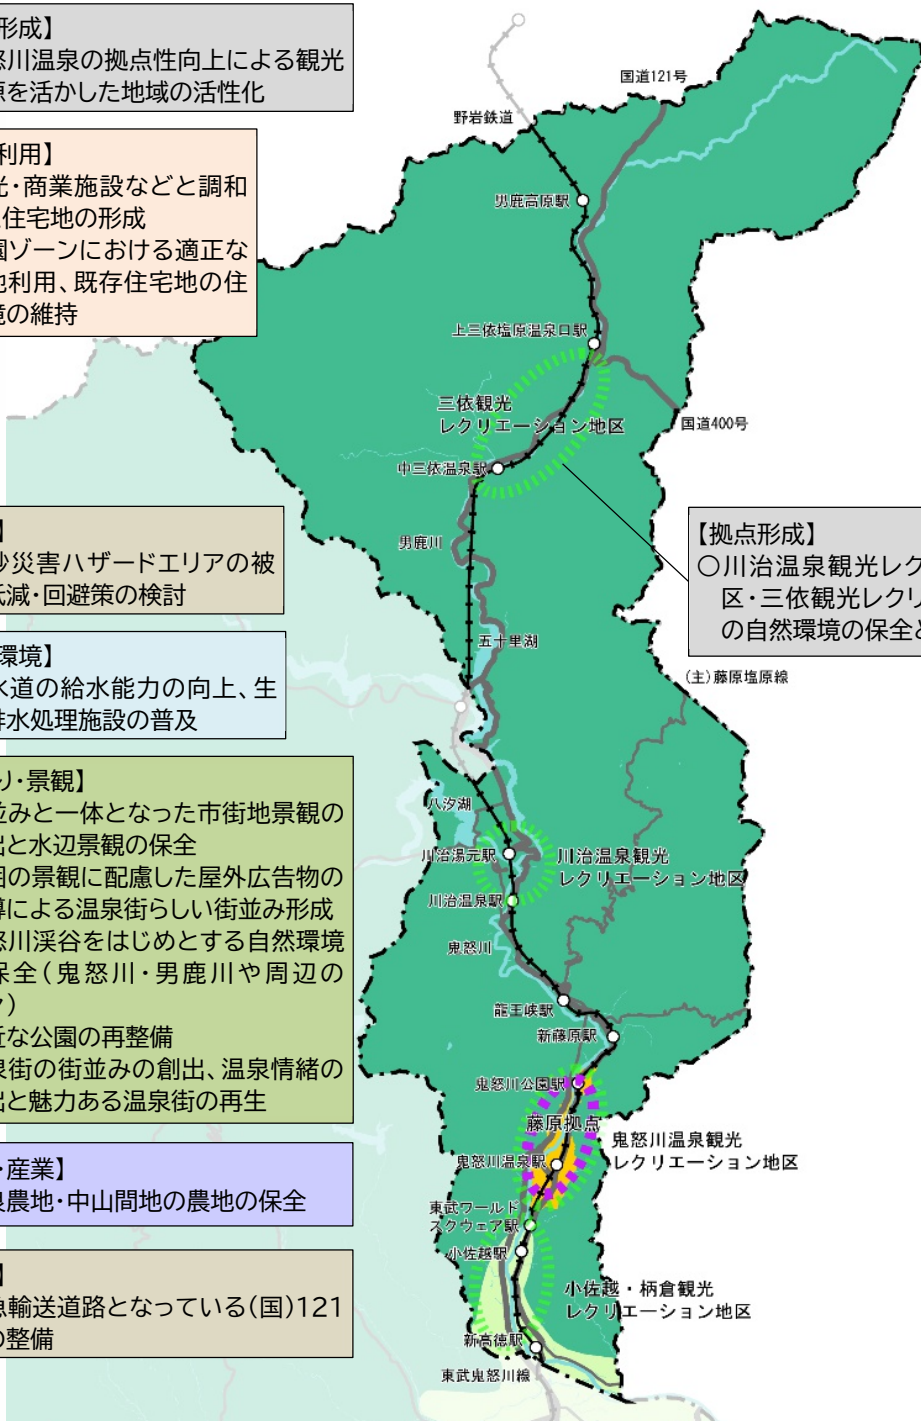 形成】
怒川温泉の拠点性向上による観光
原を活かした地域の活性化
利用】
光・商業施設などと調和
住宅地の形成
園ゾーンにおける適正な
地利用、既存住宅地の住
境の維持
】
砂災害ハザードエリアの被
低減・回避策の検討
環境】
水道の給水能力の向上、生
排水処理施設の普及
り・景観】
並みと一体となった市街地景観の
出と水辺景観の保全
囲の景観に配慮した屋外広告物の
導による温泉街らしい街並み形成
怒川渓谷をはじめとする自然環境
保全(鬼怒川・男鹿川や周辺の
々)
近な公園の再整備
泉街の街並みの創出、温泉情緒の
出と魅力ある温泉街の再生
・産業】
良農地・中山間地の農地の保全
】
急輸送道路となっている(国)121
の整備
国道121号
野岩鉄道
男鹿高原駅
上三依塩原温泉口駅
三依観光
レクリエーション地区
国道400号
中三依温泉駅
男鹿川
【拠点形成】
○川治温泉観光レク
区・三依観光レクリ
の自然環境の保全と
五十里湖
(主)藤原塩原線
八汐湖
川治湯元駅
川治温泉観光
レクリエーション地区
川治温泉駅
鬼怒川
龍王峡駅
新藤原駅
鬼怒川公園駅
藤原拠点
鬼怒川温泉観光
レクリエーション地区
鬼怒川温泉駅
東武ワールド
スクウェア駅
小佐越駅
小佐越・柄倉観光
レクリエーション地区
新高徳駅
東武鬼怒川線